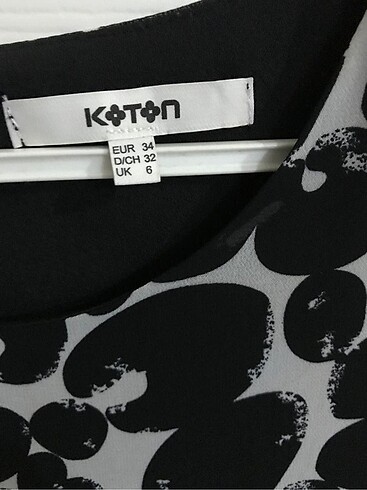 KOTON
EUR 34
D/CH 32
UK 6